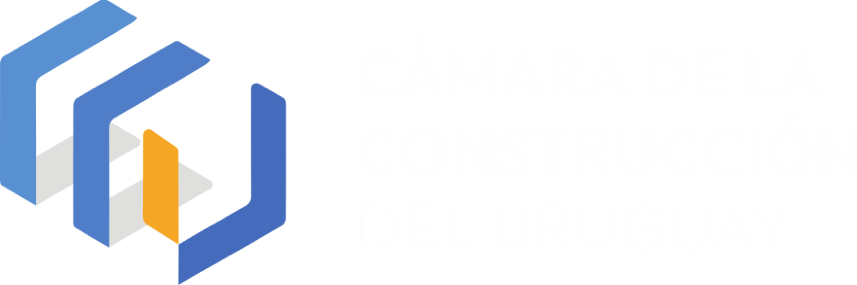 CÁMARA DE LA
CONSTRUCCIÓN
DEL URUGUAY